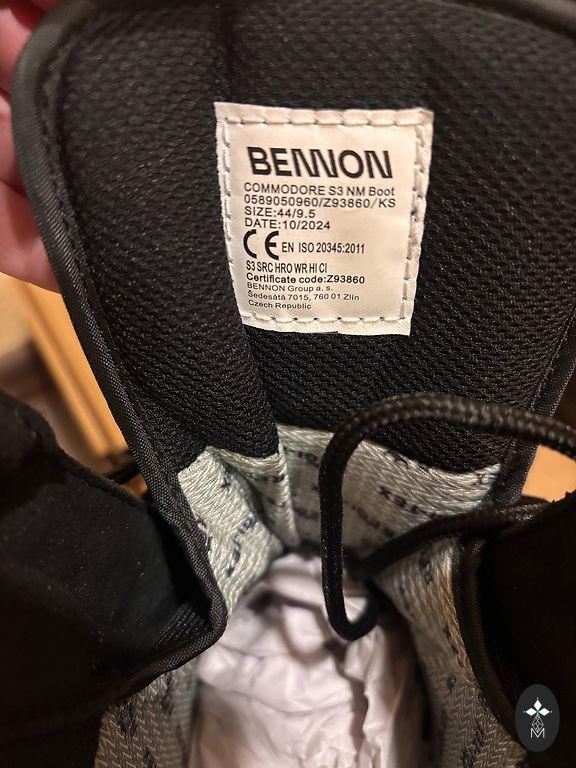 BENNON
COMMODORE S3 NM Boot
0589050960/Z93860/KS
SIZE:44/9.5
DATE:10/2024
CE EN ISO 20345:2011
S3 SRC HRO WR HI CI
Certificate code:Z93860
BENNON Group a. s.
Šedesátá 7015, 760 01 Zlín
Czech Republic
M